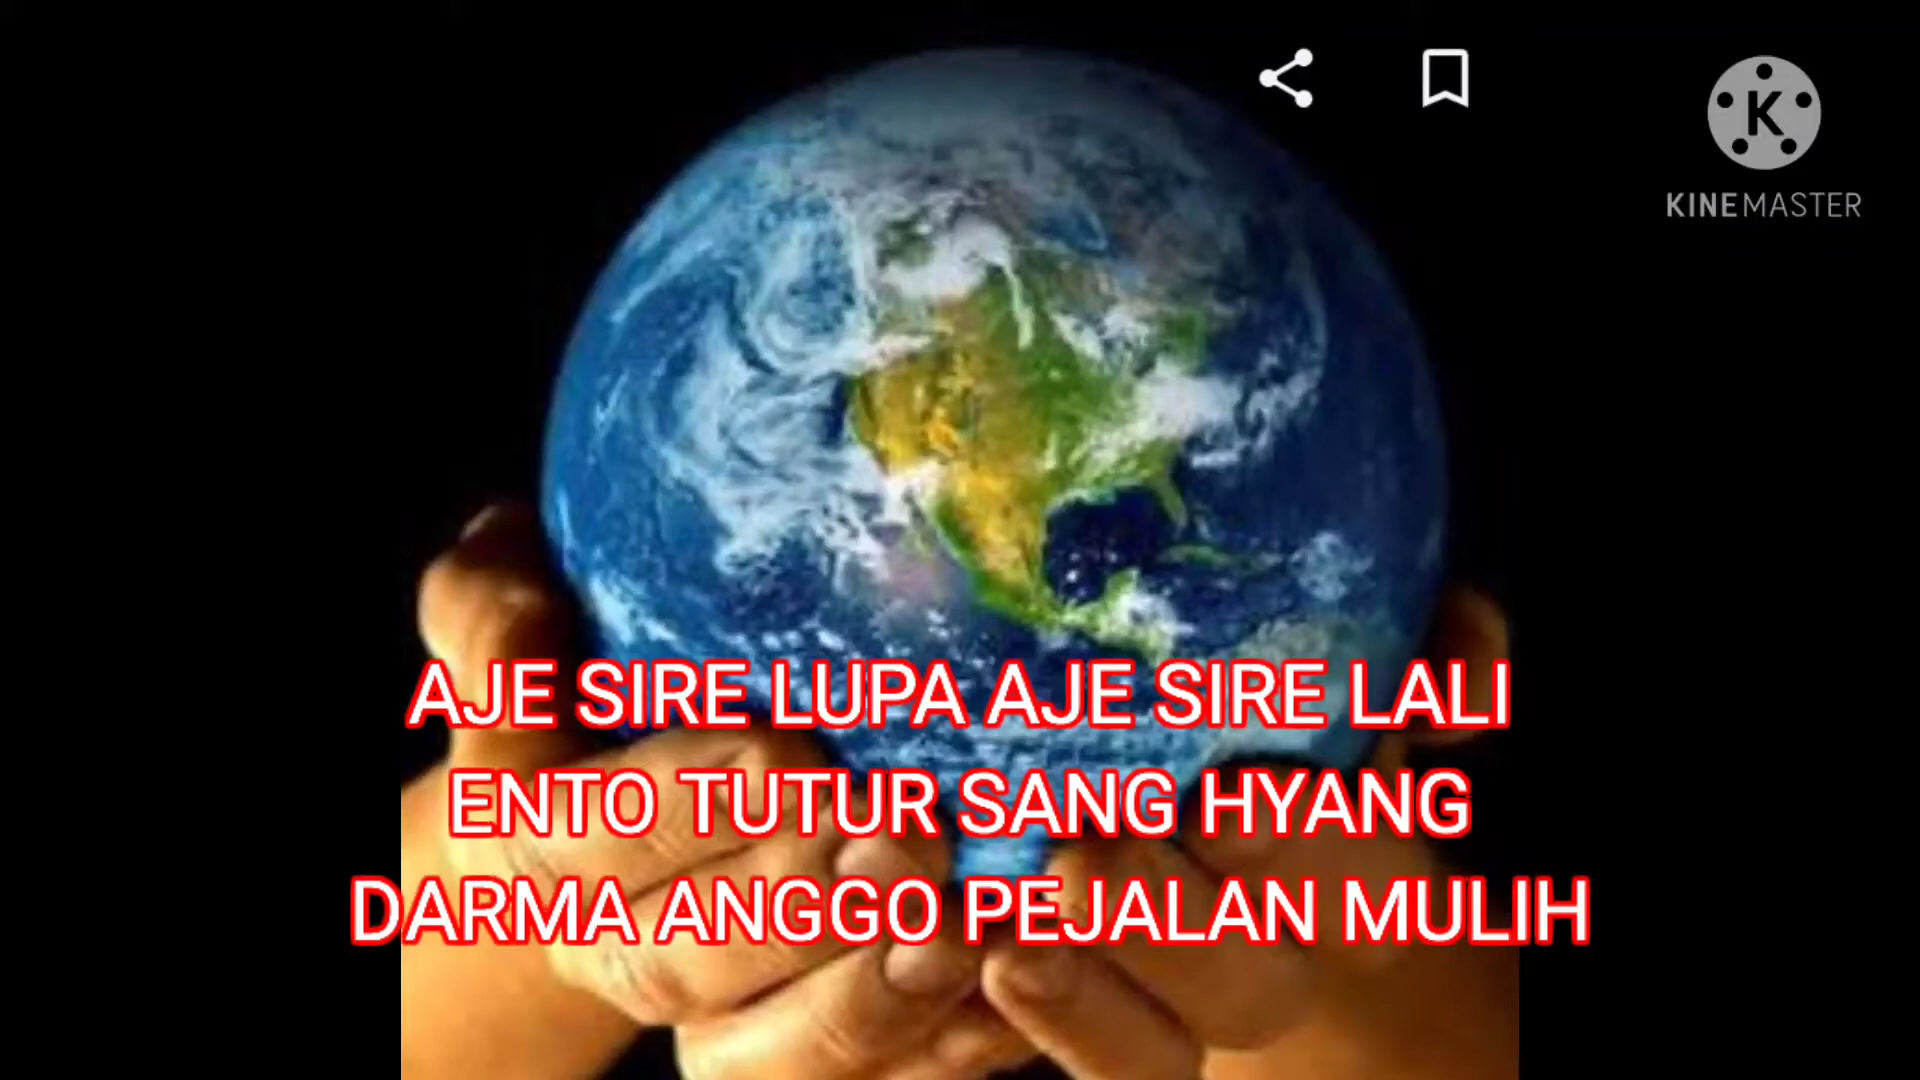 K
KINEMASTER
AJE SIRE LUPA AJE SIRE LALI
ENTO TUTUR SANG HYANG
DARMA ANGGO PEJALAN MULIH